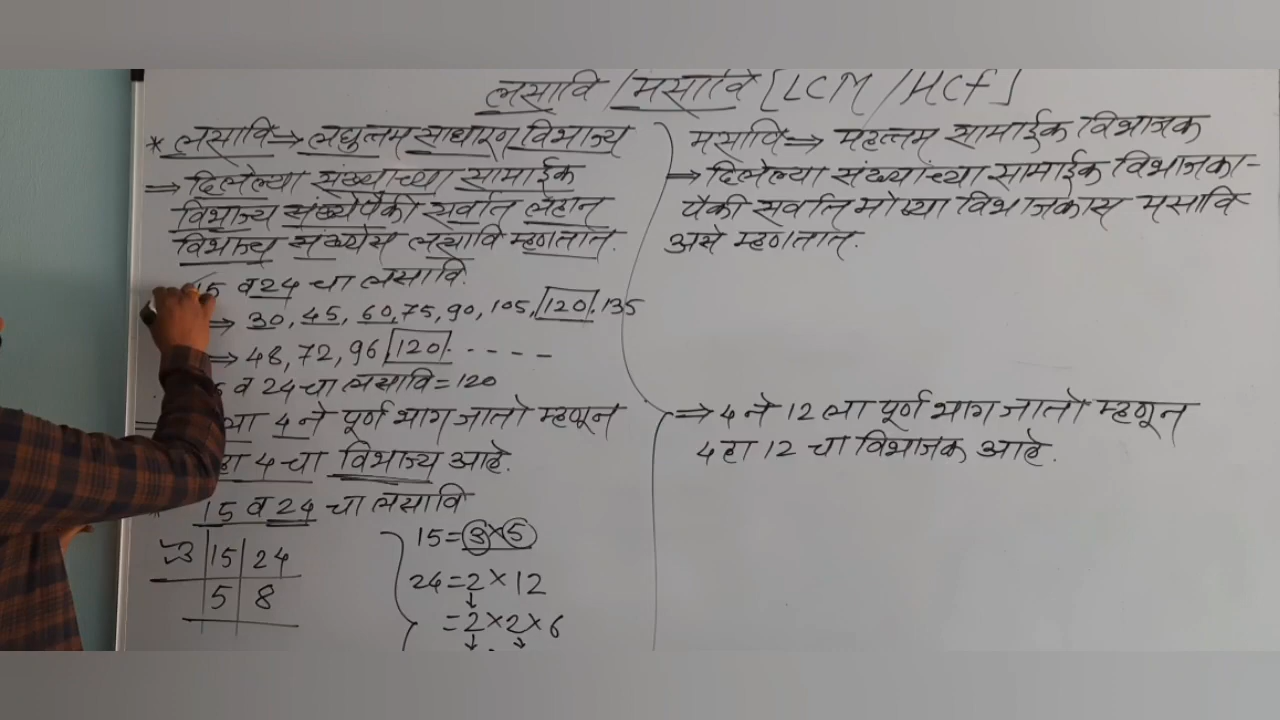 लसावि / मसावि [LCM / HCF]
* लसावि ⇒ लघुत्तम साधारण विभाज्य
⇒ दिलेल्या संख्याच्या सामाईक
विभाज्य संख्येपैकी सर्वात लहान
विभाज्य संख्येस लसावि म्हणतात.
15 व 24 चा लसावि.
⇒ 30, 45, 60, 75, 90, 105, 120, 135
⇒ 48, 72, 96, 120, - - - -
व 24 चा लसावि = 120
ला 4 ने पूर्ण भाग जातो म्हणून
हा 4 चा विभाज्य आहे.
15 व 24 चा लसावि
3 | 15 | 24
5 | 8
15 = 3 × 5
24 = 2 × 12
= 2 × 2 × 6
मसावि ⇒ महत्तम सामाईक विभाजक
⇒ दिलेल्या संख्यांच्या सामाईक विभाजका-
पैकी सर्वात मोठ्या विभाजकास मसावि
असे म्हणतात.
⇒ 4 ने 12 ला पूर्ण भाग जातो म्हणून
4 हा 12 चा विभाजक आहे.